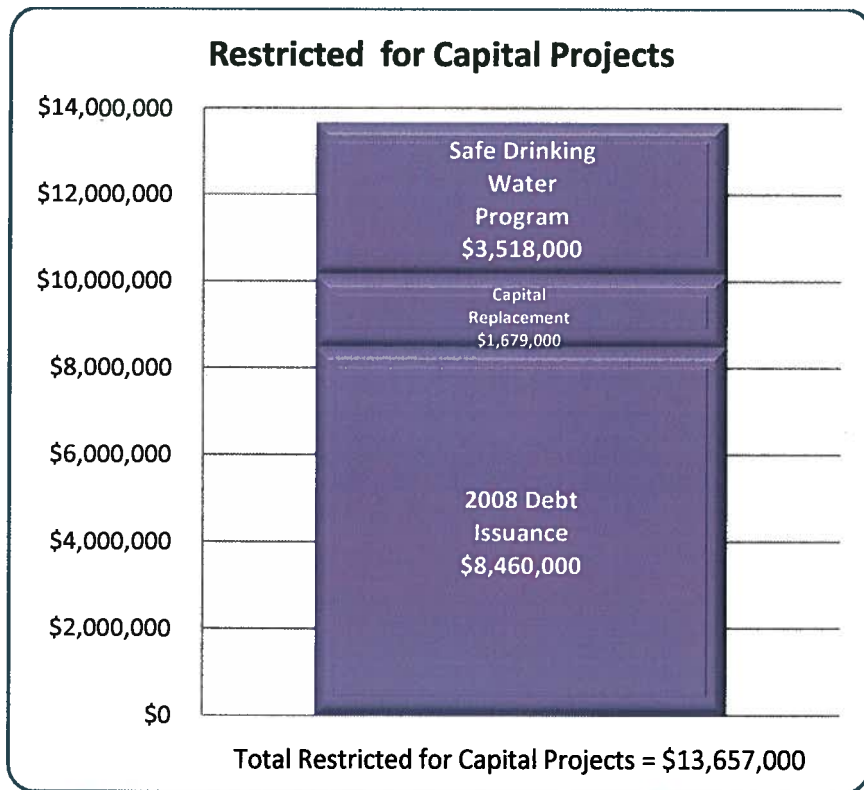 Restricted for Capital Projects
$14,000,000
$12,000,000
$10,000,000
$8,000,000
$6,000,000
$4,000,000
$2,000,000
$0
Safe Drinking
Water
Program
$3,518,000
Capital
Replacement
$1,679,000
2008 Debt
Issuance
$8,460,000
Total Restricted for Capital Projects = $13,657,000